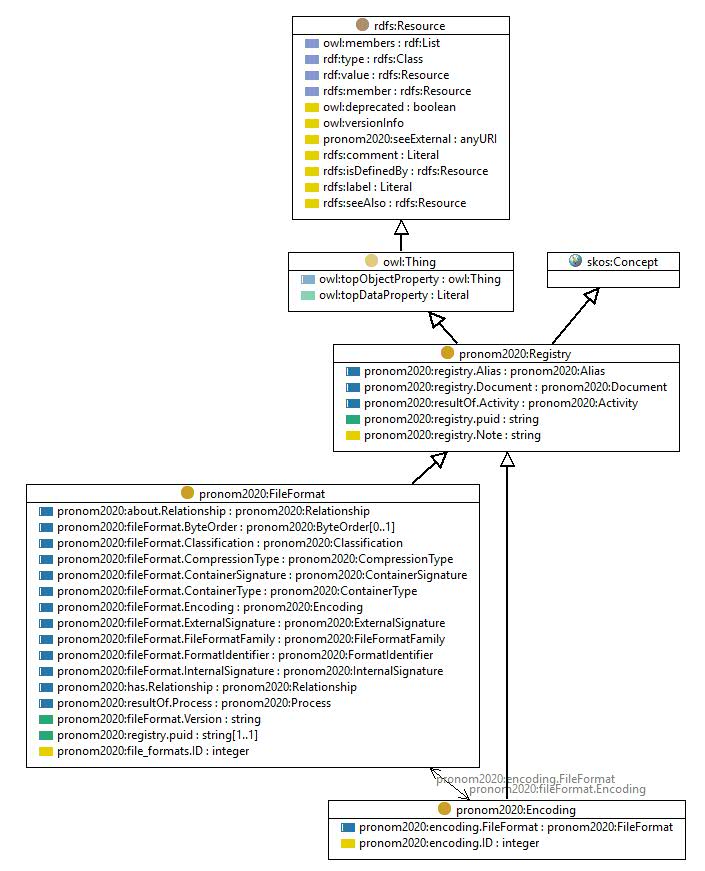 rdfs:Resource
owl:members : rdf:List
rdf:type : rdfs:Class
rdf:value : rdfs:Resource
rdfs:member : rdfs:Resource
owl:deprecated : boolean
owl:versionInfo
pronom2020:seeExternal : anyURI
rdfs:comment : Literal
rdfs:isDefinedBy : rdfs:Resource
rdfs:label : Literal
rdfs:seeAlso : rdfs:Resource
owl:Thing
owl:topObjectProperty : owl:Thing
owl:topDataProperty : Literal
skos:Concept
pronom2020:Registry
pronom2020:registry.Alias : pronom2020:Alias
pronom2020:registry.Document : pronom2020:Document
pronom2020:resultOf.Activity : pronom2020:Activity
pronom2020:registry.puid : string
pronom2020:registry.Note : string
pronom2020:FileFormat
pronom2020:about.Relationship : pronom2020:Relationship
pronom2020:fileFormat.ByteOrder : pronom2020:ByteOrder[0..1]
pronom2020:fileFormat.Classification : pronom2020:Classification
pronom2020:fileFormat.CompressionType : pronom2020:CompressionType
pronom2020:fileFormat.ContainerSignature : pronom2020:ContainerSignature
pronom2020:fileFormat.ContainerType : pronom2020:ContainerType
pronom2020:fileFormat.Encoding : pronom2020:Encoding
pronom2020:fileFormat.ExternalSignature : pronom2020:ExternalSignature
pronom2020:fileFormat.FileFormatFamily : pronom2020:FileFormatFamily
pronom2020:fileFormat.FormatIdentifier : pronom2020:FormatIdentifier
pronom2020:fileFormat.InternalSignature : pronom2020:InternalSignature
pronom2020:has.Relationship : pronom2020:Relationship
pronom2020:resultOf.Process : pronom2020:Process
pronom2020:fileFormat.Version : string
pronom2020:registry.puid : string[1..1]
pronom2020:file_formats.ID : integer
pronom2020:encoding.FileFormat
pronom2020:fileFormat.Encoding
pronom2020:Encoding
pronom2020:encoding.FileFormat : pronom2020:FileFormat
pronom2020:encoding.ID : integer